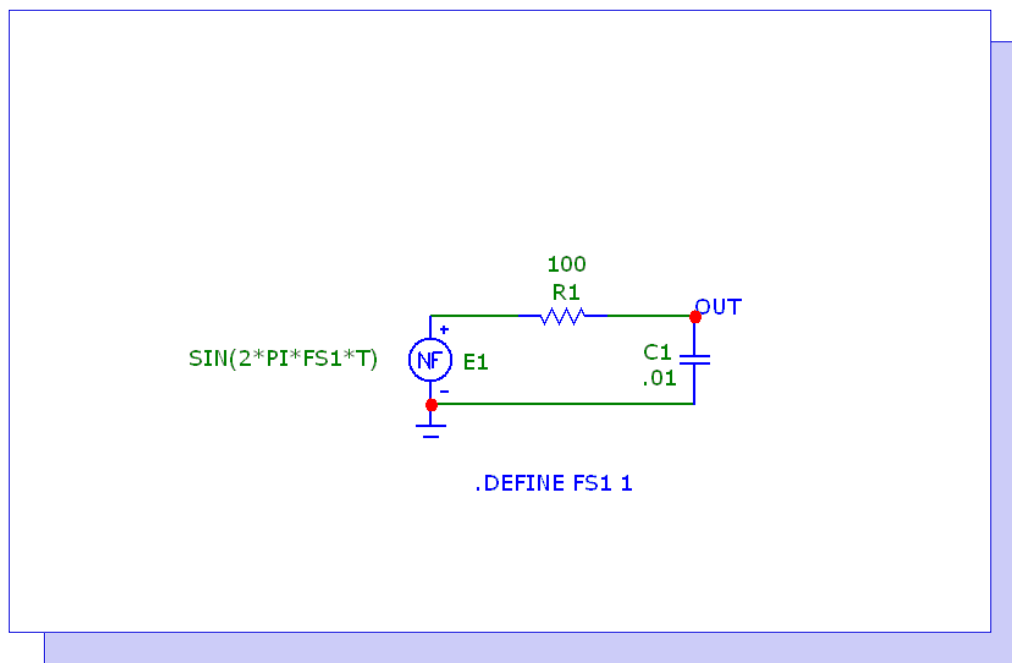 100
R1
OUT
+
SIN(2*PI*FS1*T)
NF
E1
C1
.01
-
.DEFINE FS1 1